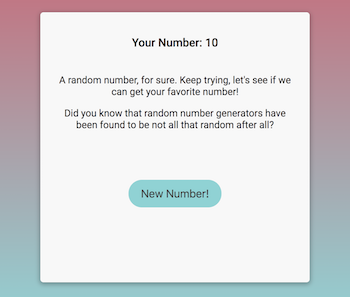 Your Number: 10
A random number, for sure. Keep trying, let's see if we
can get your favorite number!
Did you know that random number generators have
been found to be not all that random after all?
New Number!